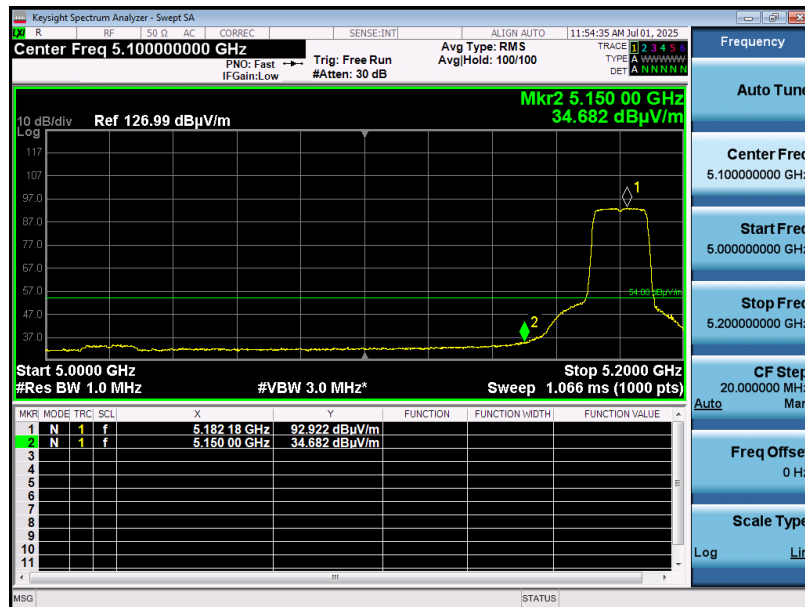 Keysight Spectrum Analyzer - Swept SA
R RF 50 Ω AC CORREC SENSE:INT ALIGN AUTO 11:54:35 AM Jul 01, 2025
Center Freq 5.100000000 GHz
PNO: Fast
IFGain:Low
Trig: Free Run
#Atten: 30 dB
Avg Type: RMS
Avg|Hold: 100/100
TRACE 1 2 3 4 5 6
TYPE A W W W W W
DET A N N N N N
Mkr2 5.150 00 GHz
34.682 dBµV/m
10 dB/div Ref 126.99 dBµV/m
Log
117
107
97.0
87.0
77.0
67.0
57.0
47.0
37.0
1
2
54.00 dBµV/m
Start 5.0000 GHz Stop 5.2000 GHz
#Res BW 1.0 MHz #VBW 3.0 MHz* Sweep 1.066 ms (1000 pts)
MKR MODE TRC SCL X Y FUNCTION FUNCTION WIDTH FUNCTION VALUE
1 N 1 f 5.182 18 GHz 92.922 dBµV/m
2 N 1 f 5.150 00 GHz 34.682 dBµV/m
3
4
5
6
7
8
9
10
11
MSG STATUS
Frequency
Auto Tune
Center Freq
5.100000000 GHz
Start Freq
5.000000000 GHz
Stop Freq
5.200000000 GHz
CF Step
20.000000 MHz
Auto Man
Freq Offset
0 Hz
Scale Type
Log Lin